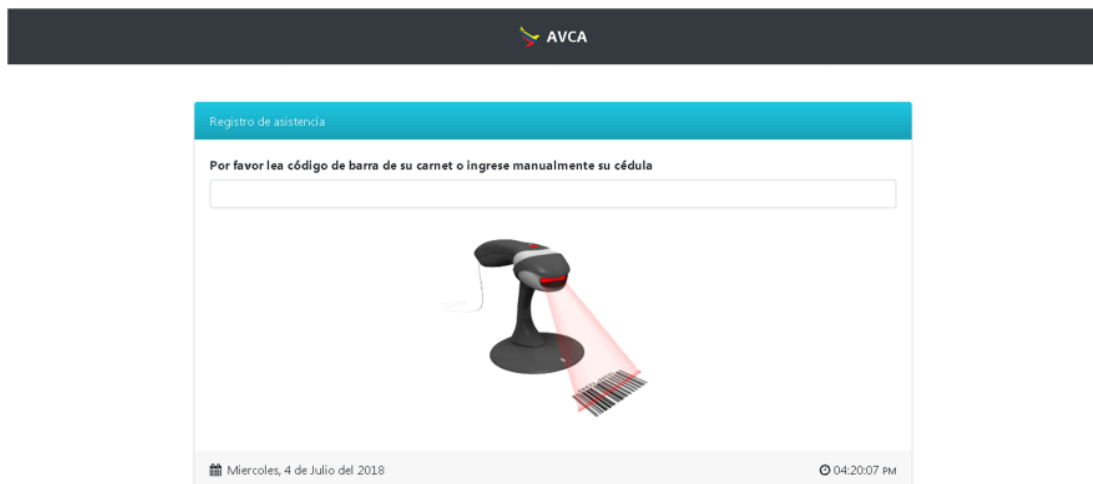 AVCA
Registro de asistencia
Por favor lea código de barra de su carnet o ingrese manualmente su cédula
Miercoles, 4 de Julio del 2018
04:20:07 PM